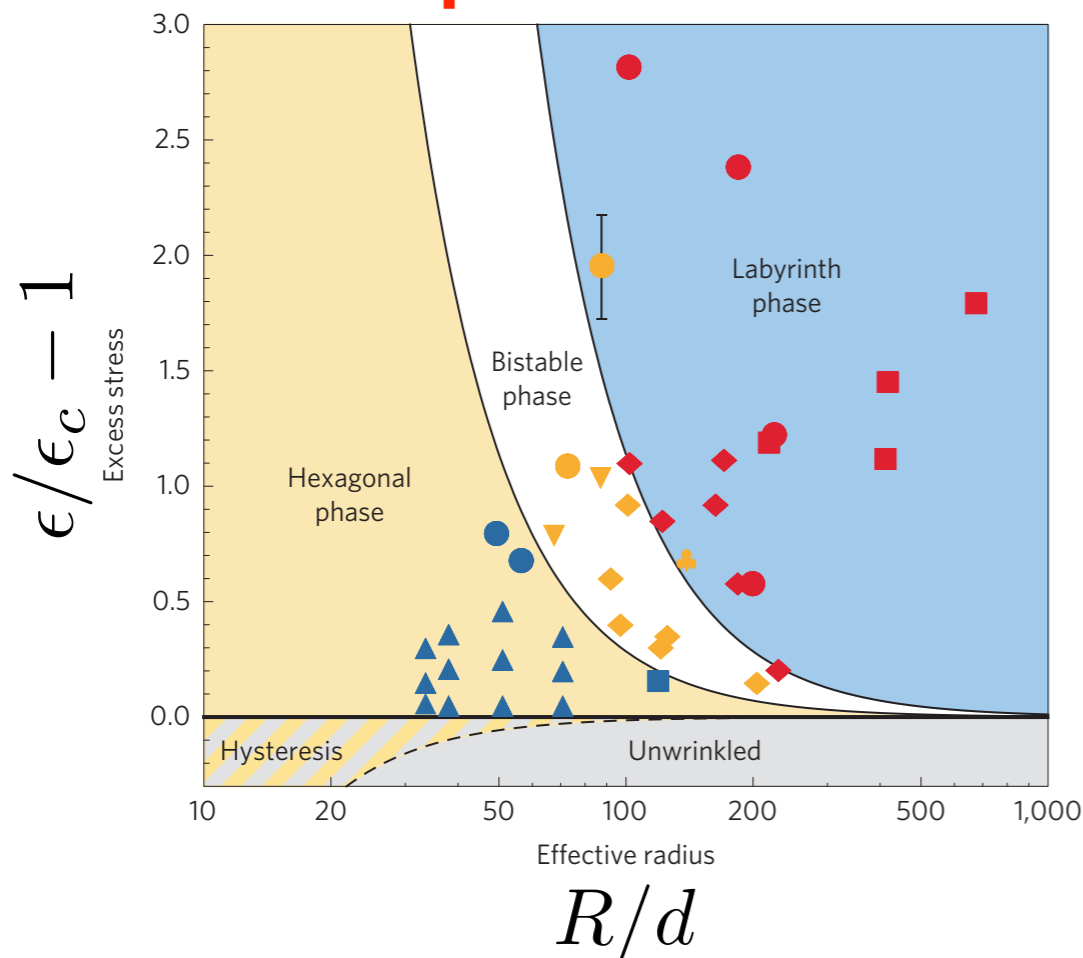 3.0
2.5
2.0
1.5
1.0
0.5
0.0
ϵ/ϵ_c − 1
Excess stress
Labyrinth
phase
Bistable
phase
Hexagonal
phase
Hysteresis
Unwrinkled
10 20 50 100 200 500 1,000
Effective radius
R/d